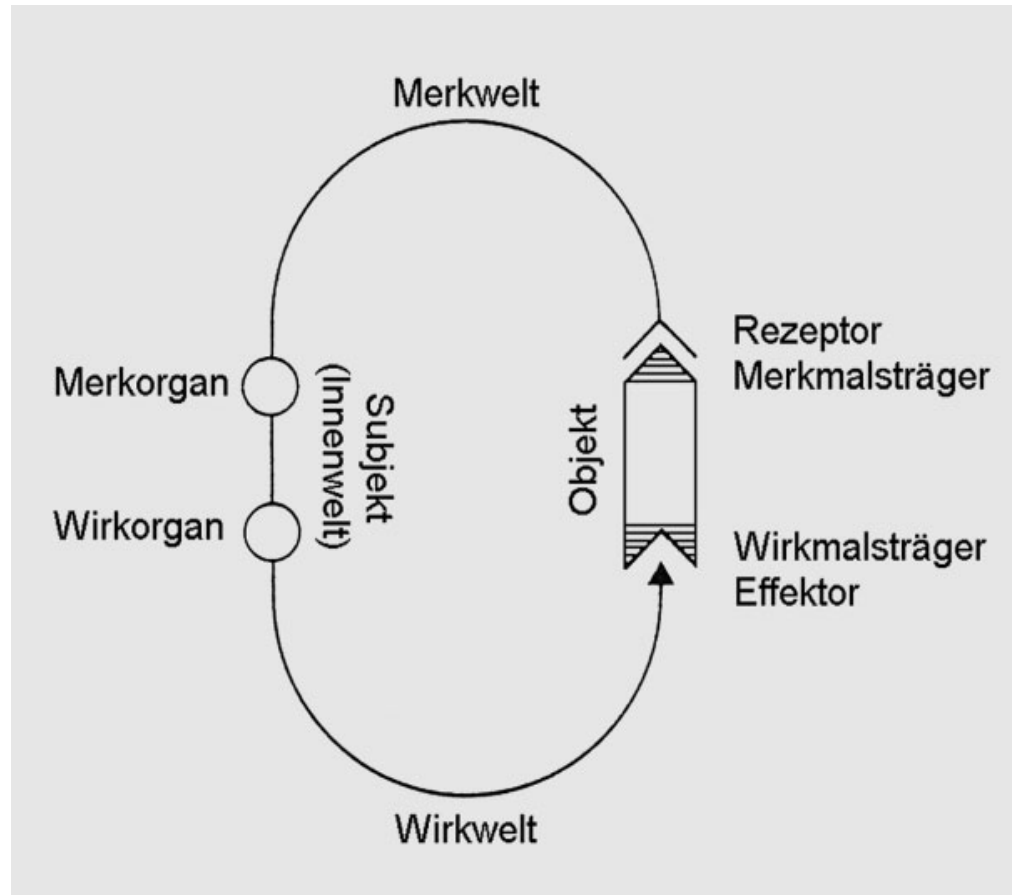 Merkwelt
Rezeptor
Merkmalsträger
Merkorgan
Subjekt
(Innenwelt)
Objekt
Wirkorgan
Wirkmalsträger
Effektor
Wirkwelt